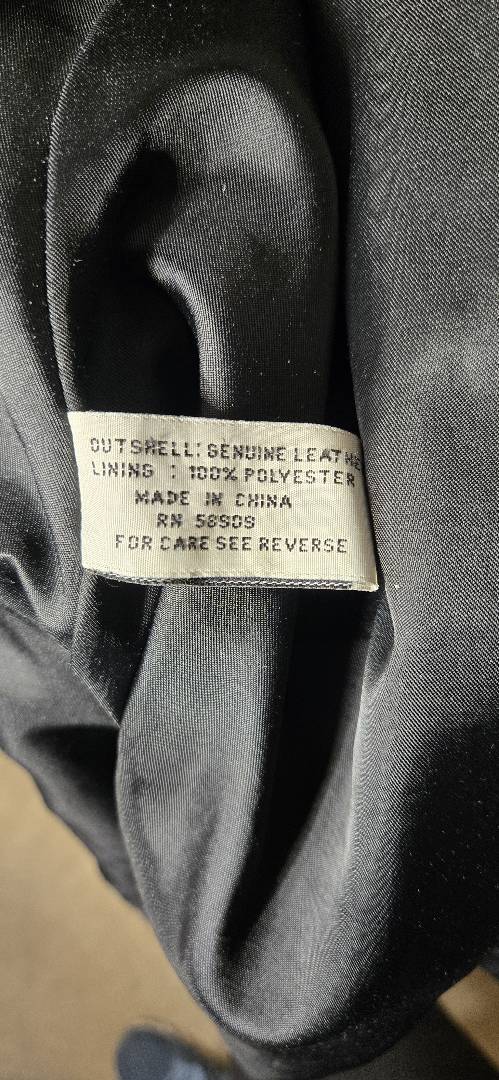 OUTSHELL: GENUINE LEATHE
LINING : 100% POLYESTER
MADE IN CHINA
RN 58909
FOR CARE SEE REVERSE